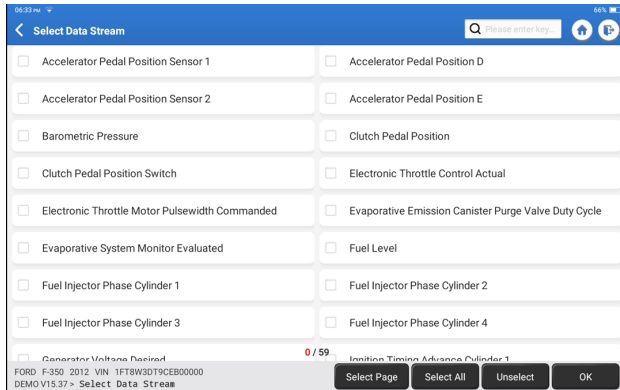 06:33 PM 66%
Select Data Stream Please enter key...
Accelerator Pedal Position Sensor 1 Accelerator Pedal Position D
Accelerator Pedal Position Sensor 2 Accelerator Pedal Position E
Barometric Pressure Clutch Pedal Position
Clutch Pedal Position Switch Electronic Throttle Control Actual
Electronic Throttle Motor Pulsewidth Commanded Evaporative Emission Canister Purge Valve Duty Cycle
Evaporative System Monitor Evaluated Fuel Level
Fuel Injector Phase Cylinder 1 Fuel Injector Phase Cylinder 2
Fuel Injector Phase Cylinder 3 Fuel Injector Phase Cylinder 4
Generator Voltage Desired 0 / 59 Ignition Timing Advance Cylinder 1
FORD F-350 2012 VIN 1FT8W3DT9CEB00000
DEMO V15.37 > Select Data Stream
Select Page Select All Unselect OK